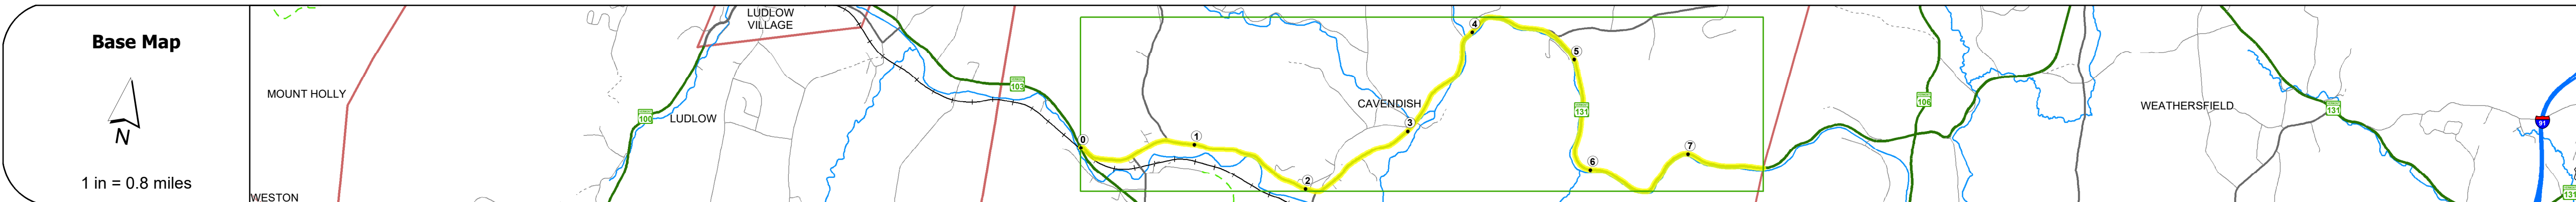 Base Map
N
1 in = 0.8 miles
MOUNT HOLLY
WESTON
LUDLOW
VILLAGE
100
LUDLOW
103
0
1
2
CAVENDISH
3
4
5
131
6
7
106
WEATHERSFIELD
131
91
131